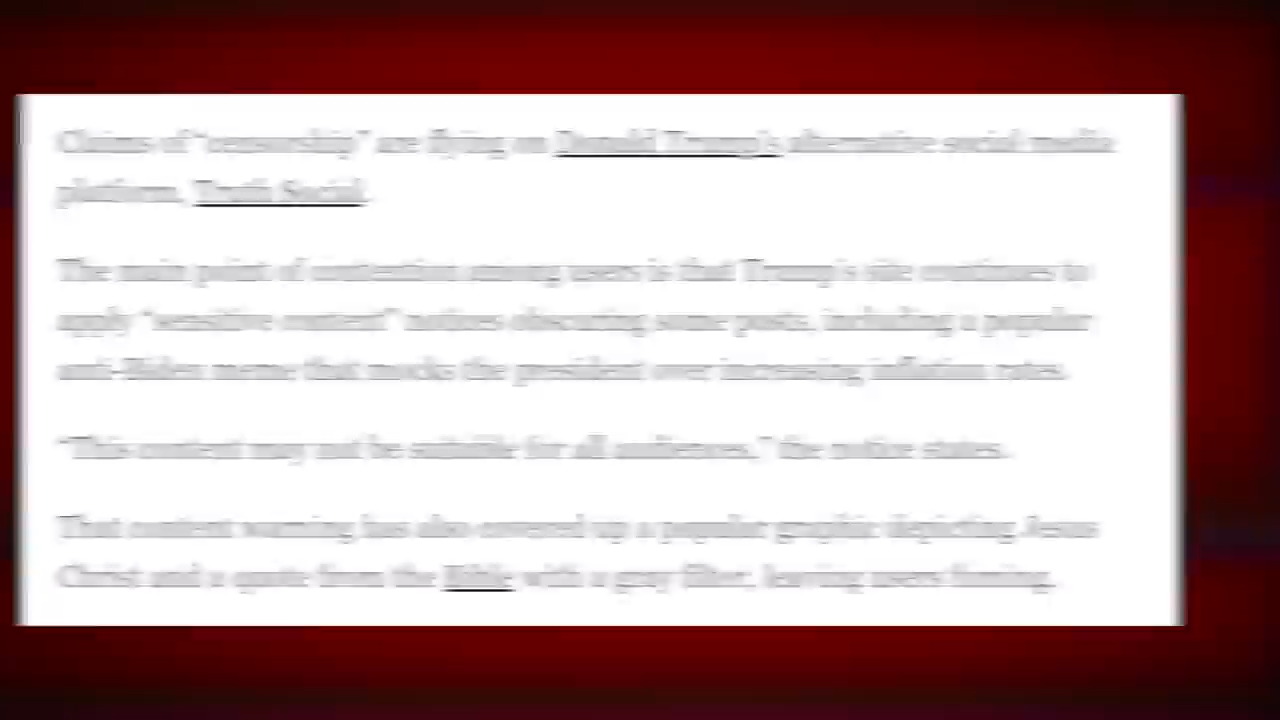 Claims of "censorship" are flying on Donald Trump's alternative social media
platform, Truth Social.
The main point of contention among users is that Trump's site continues to
apply "sensitive content" notices obscuring some posts, including a popular
anti-Biden meme that mocks the president over increasing inflation rates.
"This content may not be suitable for all audiences," the notice states.
That content warning has also covered up a popular graphic depicting Jesus
Christ and a quote from the Bible with a gray filter, leaving users fuming.